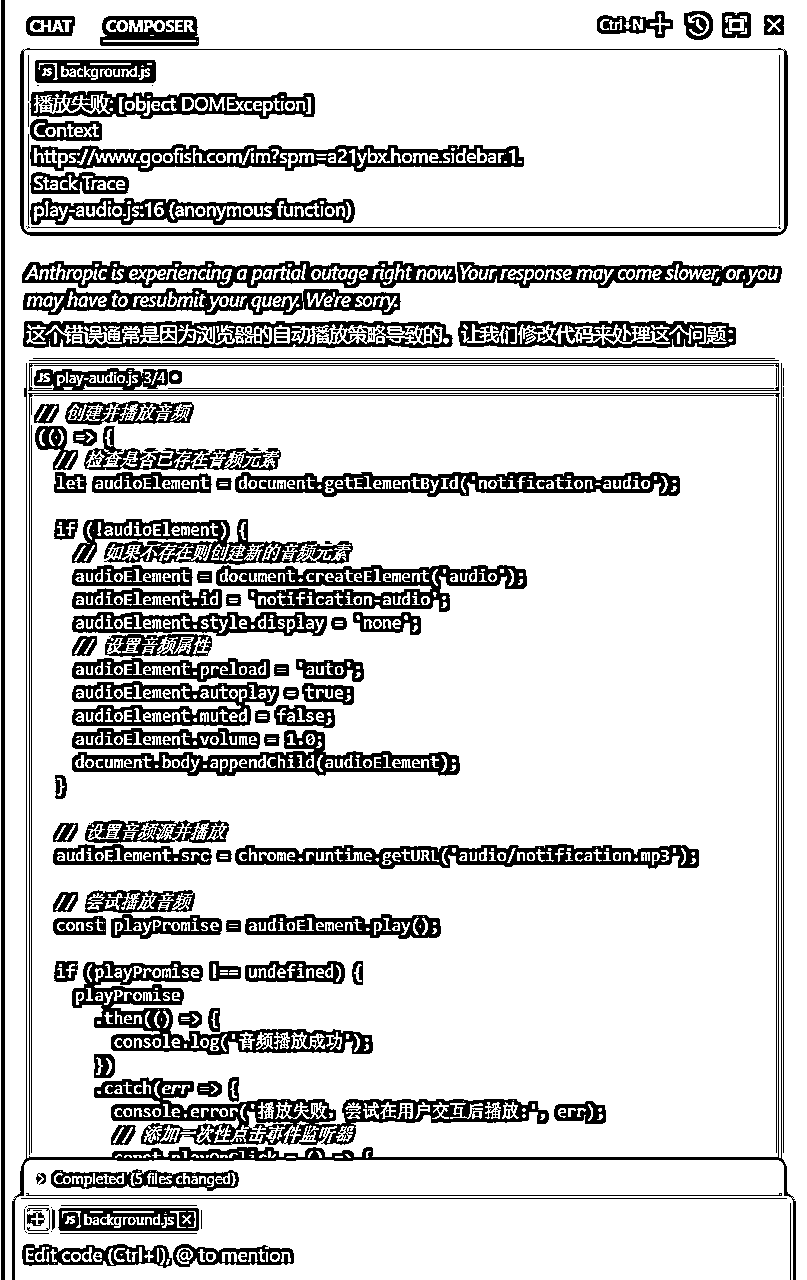 CHAT COMPOSER Ctrl+N
JS background.js
播放失败: [object DOMException]
Context
https://www.goofish.com/im?spm=a21ybx.home.sidebar.1.
Stack Trace
play-audio.js:16 (anonymous function)
Anthropic is experiencing a partial outage right now. Your response may come slower, or you
may have to resubmit your query. We're sorry.
这个错误通常是因为浏览器的自动播放策略导致的。让我们修改代码来处理这个问题：
JS play-audio.js 3/4
// 创建并播放音频
(() => {
// 检查是否已存在音频元素
let audioElement = document.getElementById('notification-audio');
if (!audioElement) {
// 如果不存在则创建新的音频元素
audioElement = document.createElement('audio');
audioElement.id = 'notification-audio';
audioElement.style.display = 'none';
// 设置音频属性
audioElement.preload = 'auto';
audioElement.autoplay = true;
audioElement.muted = false;
audioElement.volume = 1.0;
document.body.appendChild(audioElement);
}
// 设置音频源并播放
audioElement.src = chrome.runtime.getURL('audio/notification.mp3');
// 尝试播放音频
const playPromise = audioElement.play();
if (playPromise !== undefined) {
playPromise
.then(() => {
console.log('音频播放成功');
})
.catch(err => {
console.error('播放失败，尝试在用户交互后播放:', err);
// 添加一次性点击事件监听器
const playOnClick = () => {
Completed (5 files changed)
JS background.js
Edit code (Ctrl+I), @ to mention